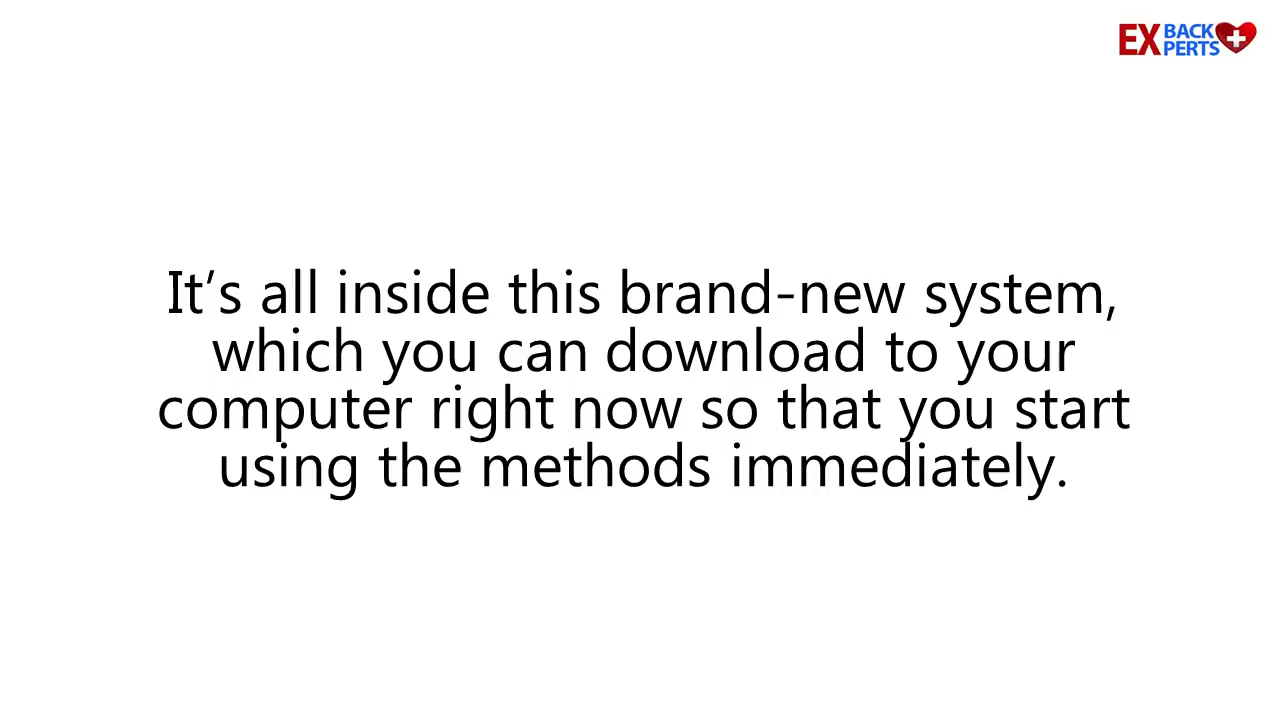 EX BACK
PERTS
It's all inside this brand-new system,
which you can download to your
computer right now so that you start
using the methods immediately.